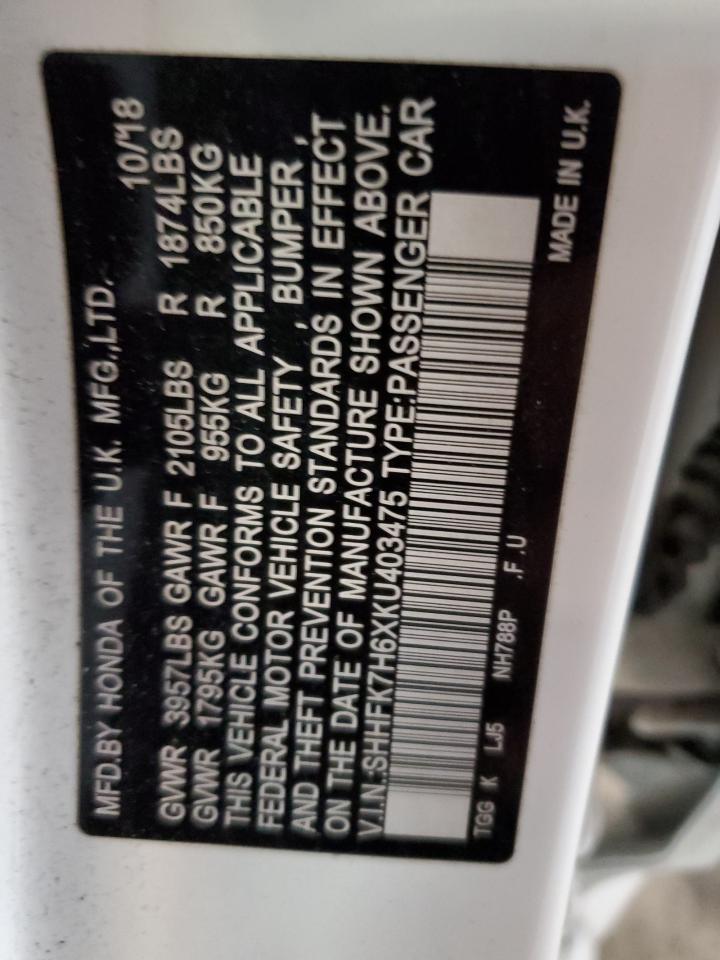 MFD.BY HONDA OF THE U.K. MFG.,LTD. 10/18
GVWR 3957LBS GAWR F 2105LBS R 1874LBS
GVWR 1795KG GAWR F 955KG R 850KG
THIS VEHICLE CONFORMS TO ALL APPLICABLE
FEDERAL MOTOR VEHICLE SAFETY , BUMPER ,
AND THEFT PREVENTION STANDARDS IN EFFECT
ON THE DATE OF MANUFACTURE SHOWN ABOVE.
V.I.N.:SHHFK7H6XKU403475 TYPE:PASSENGER CAR
TGG K LJ5 NH788P .F .U MADE IN U.K.